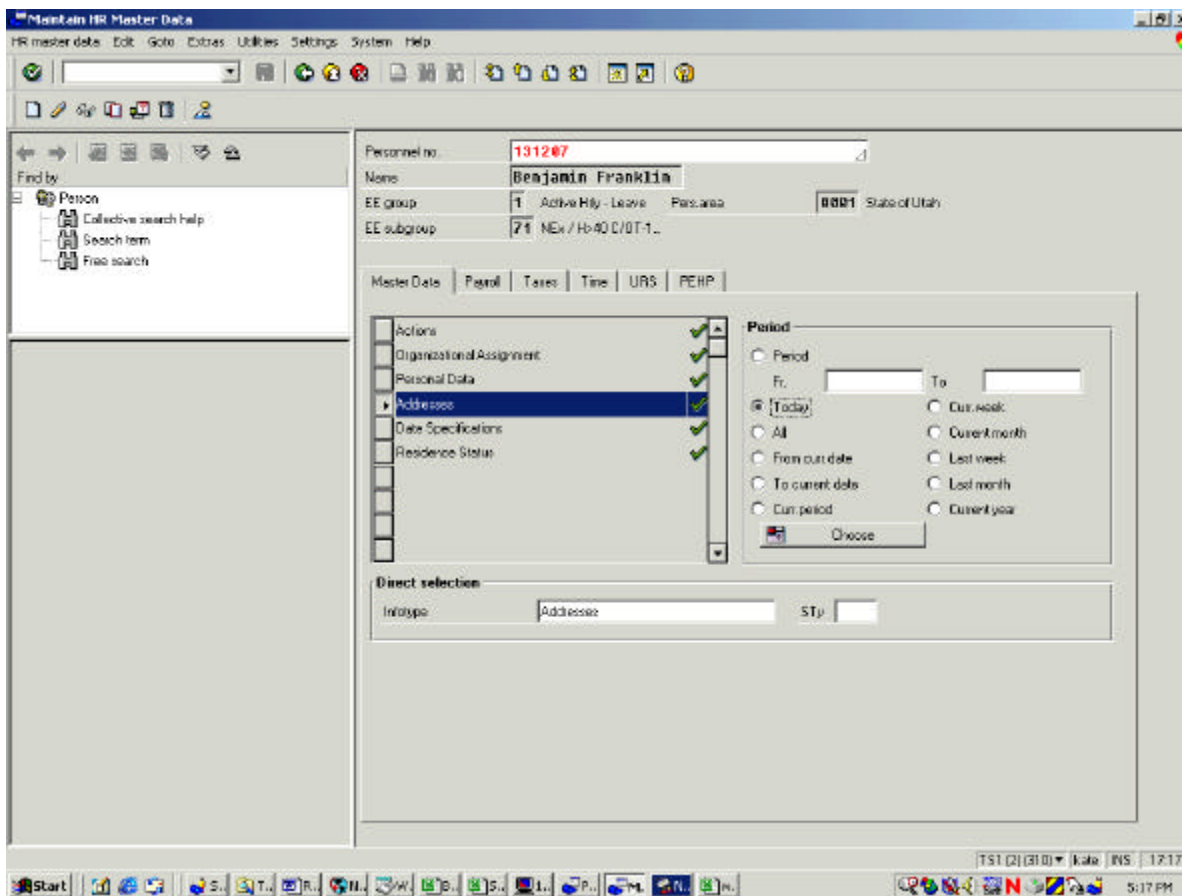 Maintain HR Master Data
HR master data Edit Goto Extras Utilities Settings System Help
Find by
Person
Collective search help
Search term
Free search
Personnel no. 131207
Name Benjamin Franklin
EE group 1 Active Hrly - Leave Pers.area 0001 State of Utah
EE subgroup 71 NEx / H>40 C/OT-1...
Master Data Payroll Taxes Time URS PEHP
Actions
Organizational Assignment
Personal Data
Addresses
Date Specifications
Residence Status
Period
Period
Fr. To
Today Curr.week
All Current month
From curr.date Last week
To current date Last month
Curr.period Current year
Choose
Direct selection
Infotype Addresses STy
TS1 (2) (310) kate INS 17:17
Start S.. T.. R.. N.. W.. B.. S.. 1.. P.. M.. N.. 5:17 PM